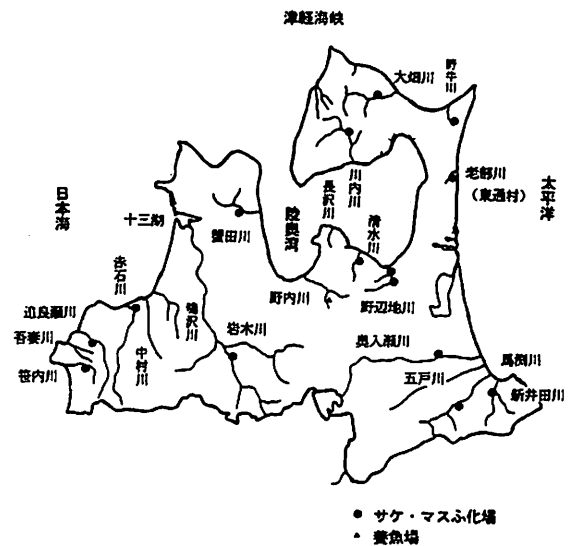 津軽海峡
大畑川
野牛川
老部川
(東通村)
太平洋
川内川
長沢川
清水川
陸奥湾
日本海
十三湖
蟹田川
野内川
野辺地川
赤石川
追良瀬川
吾妻川
笹内川
中村川
鳴沢川
岩木川
奥入瀬川
五戸川
馬渕川
新井田川
● サケ・マスふ化場
▲ 養魚場